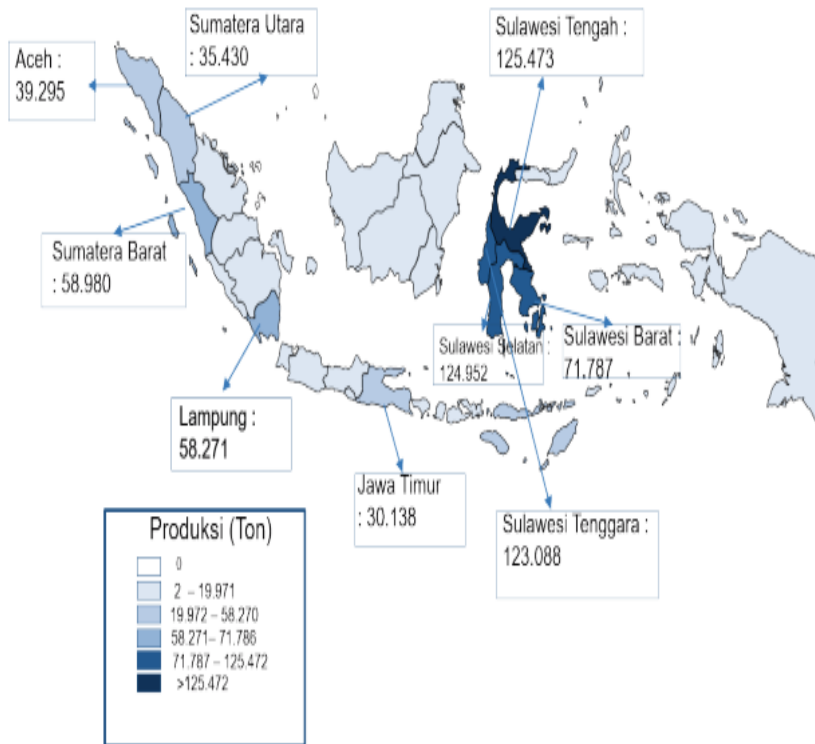 Sumatera Utara
: 35.430
Sulawesi Tengah :
125.473
Aceh :
39.295
Sumatera Barat
: 58.980
Sulawesi Selatan :
124.952
Sulawesi Barat :
71.787
Lampung :
58.271
Jawa Timur
: 30.138
Sulawesi Tenggara :
123.088
Produksi (Ton)
0
2 – 19.971
19.972 – 58.270
58.271– 71.786
71.787 – 125.472
>125.472